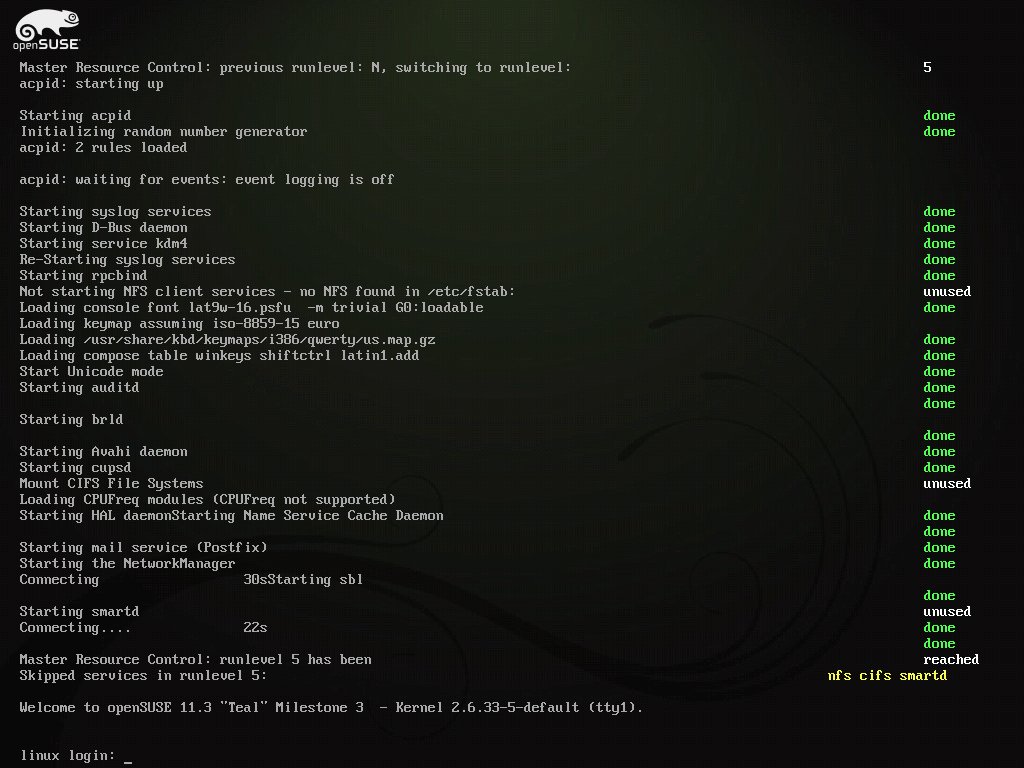 openSUSE
Master Resource Control: previous runlevel: N, switching to runlevel: 5
acpid: starting up
Starting acpid done
Initializing random number generator done
acpid: 2 rules loaded
acpid: waiting for events: event logging is off
Starting syslog services done
Starting D-Bus daemon done
Starting service kdm4 done
Re-Starting syslog services done
Starting rpcbind done
Not starting NFS client services - no NFS found in /etc/fstab: unused
Loading console font lat9w-16.psfu  -m trivial G0:loadable done
Loading keymap assuming iso-8859-15 euro
Loading /usr/share/kbd/keymaps/i386/qwerty/us.map.gz done
Loading compose table winkeys shiftctrl latin1.add done
Start Unicode mode done
Starting auditd done
done
Starting brld
done
Starting Avahi daemon done
Starting cupsd done
Mount CIFS File Systems unused
Loading CPUFreq modules (CPUFreq not supported)
Starting HAL daemonStarting Name Service Cache Daemon done
done
Starting mail service (Postfix) done
Starting the NetworkManager done
Connecting 30sStarting sbl
done
Starting smartd unused
Connecting.... 22s done
done
Master Resource Control: runlevel 5 has been reached
Skipped services in runlevel 5: nfs cifs smartd
Welcome to openSUSE 11.3 "Teal" Milestone 3  - Kernel 2.6.33-5-default (tty1).
linux login: _